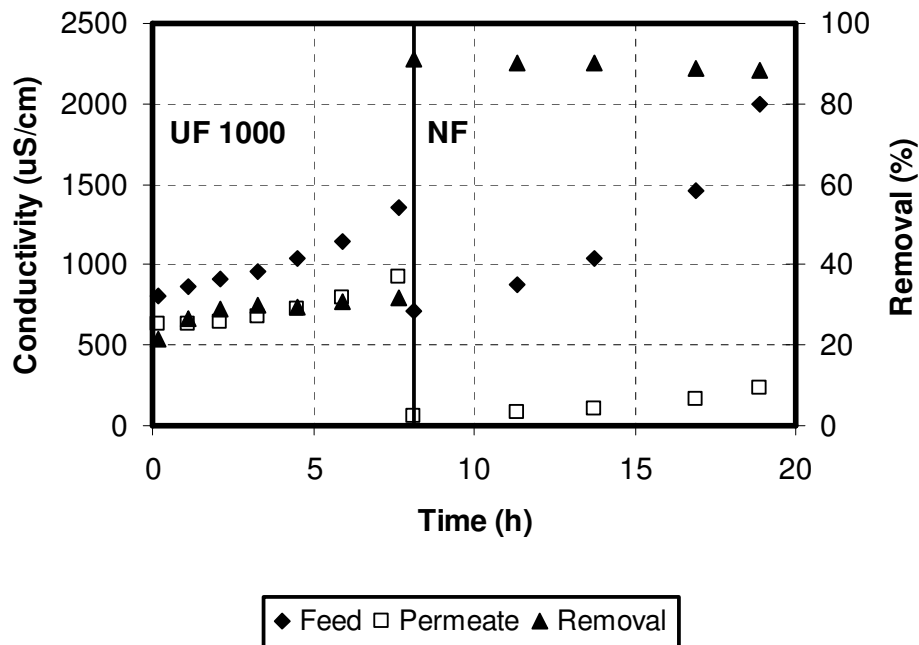 2500
2000
1500
1000
500
0
Conductivity (uS/cm)
UF 1000
NF
100
80
60
40
20
0
Removal (%)
0 5 10 15 20
Time (h)
Feed Permeate Removal